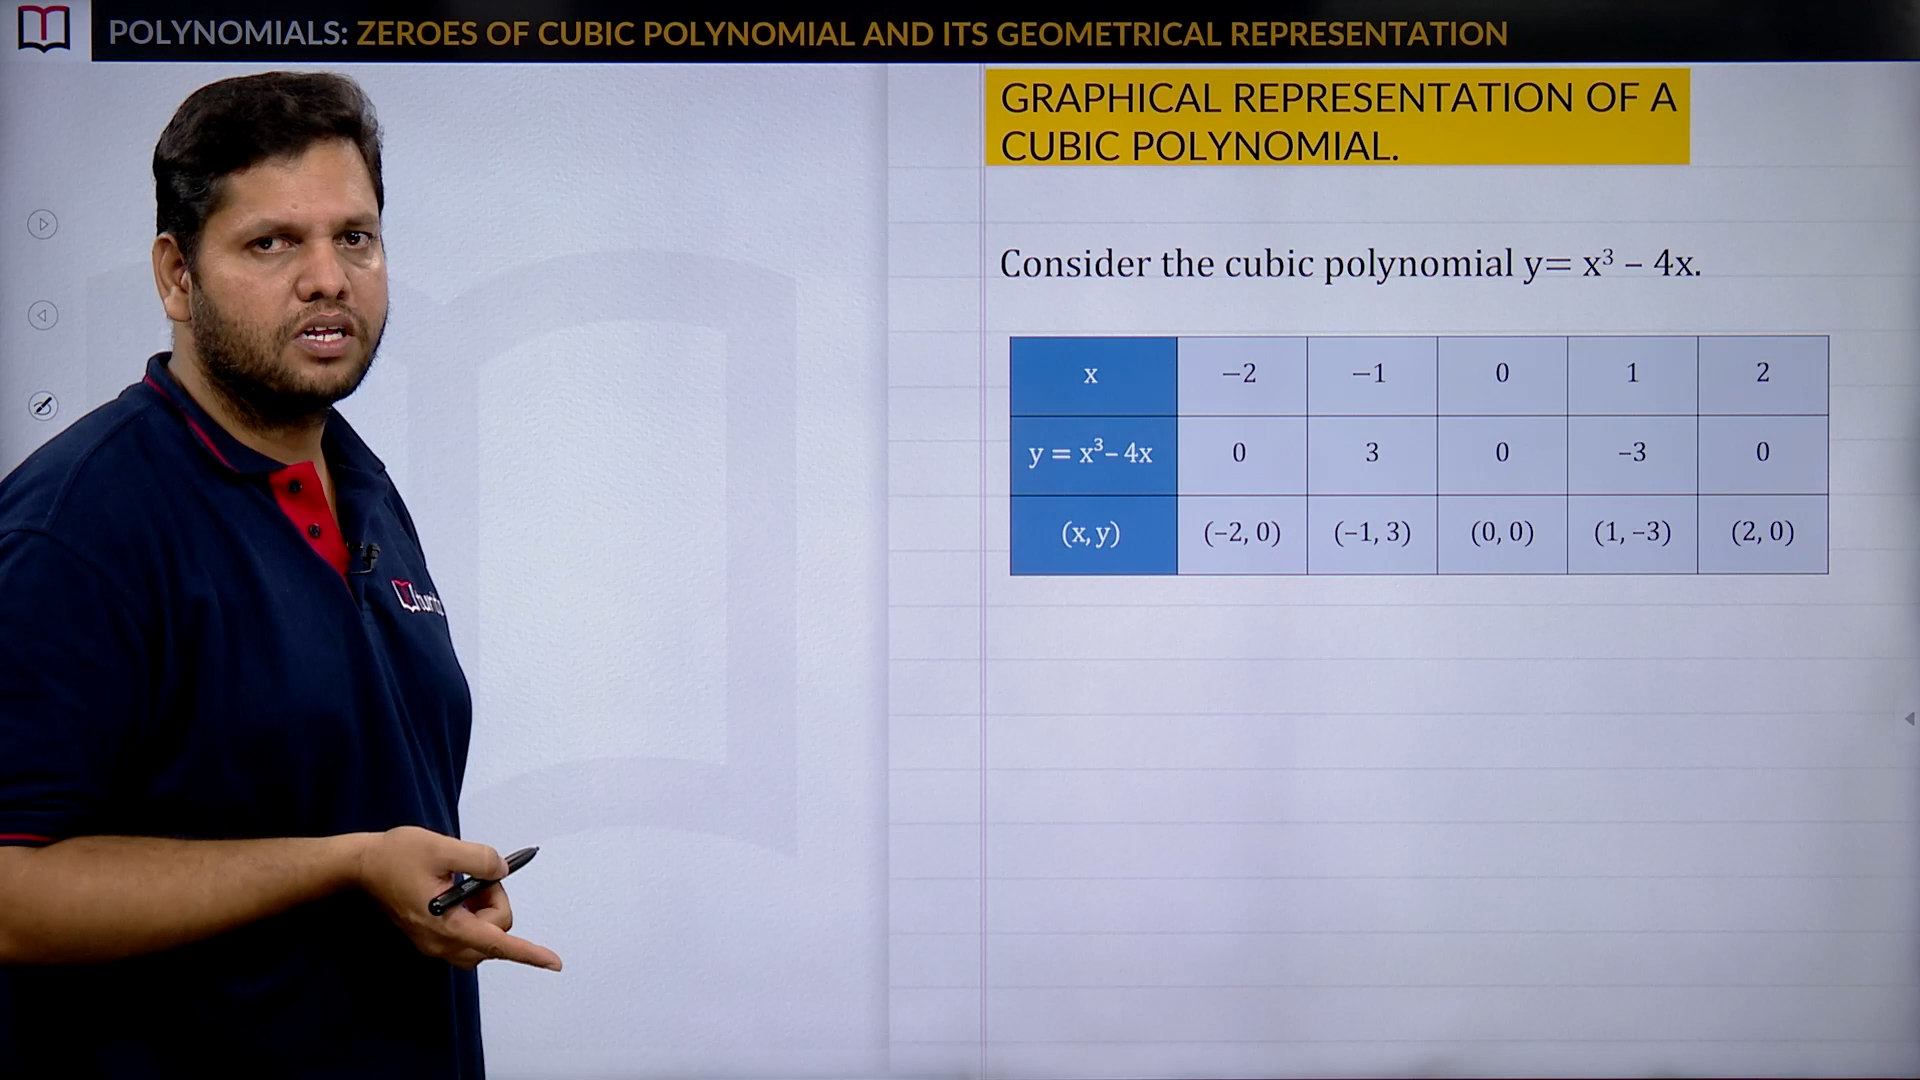 POLYNOMIALS: ZEROES OF CUBIC POLYNOMIAL AND ITS GEOMETRICAL REPRESENTATION
GRAPHICAL REPRESENTATION OF A
CUBIC POLYNOMIAL.
Consider the cubic polynomial y= x³ – 4x.
x –2 –1 0 1 2
y = x³– 4x 0 3 0 –3 0
(x, y) (–2, 0) (–1, 3) (0, 0) (1, –3) (2, 0)